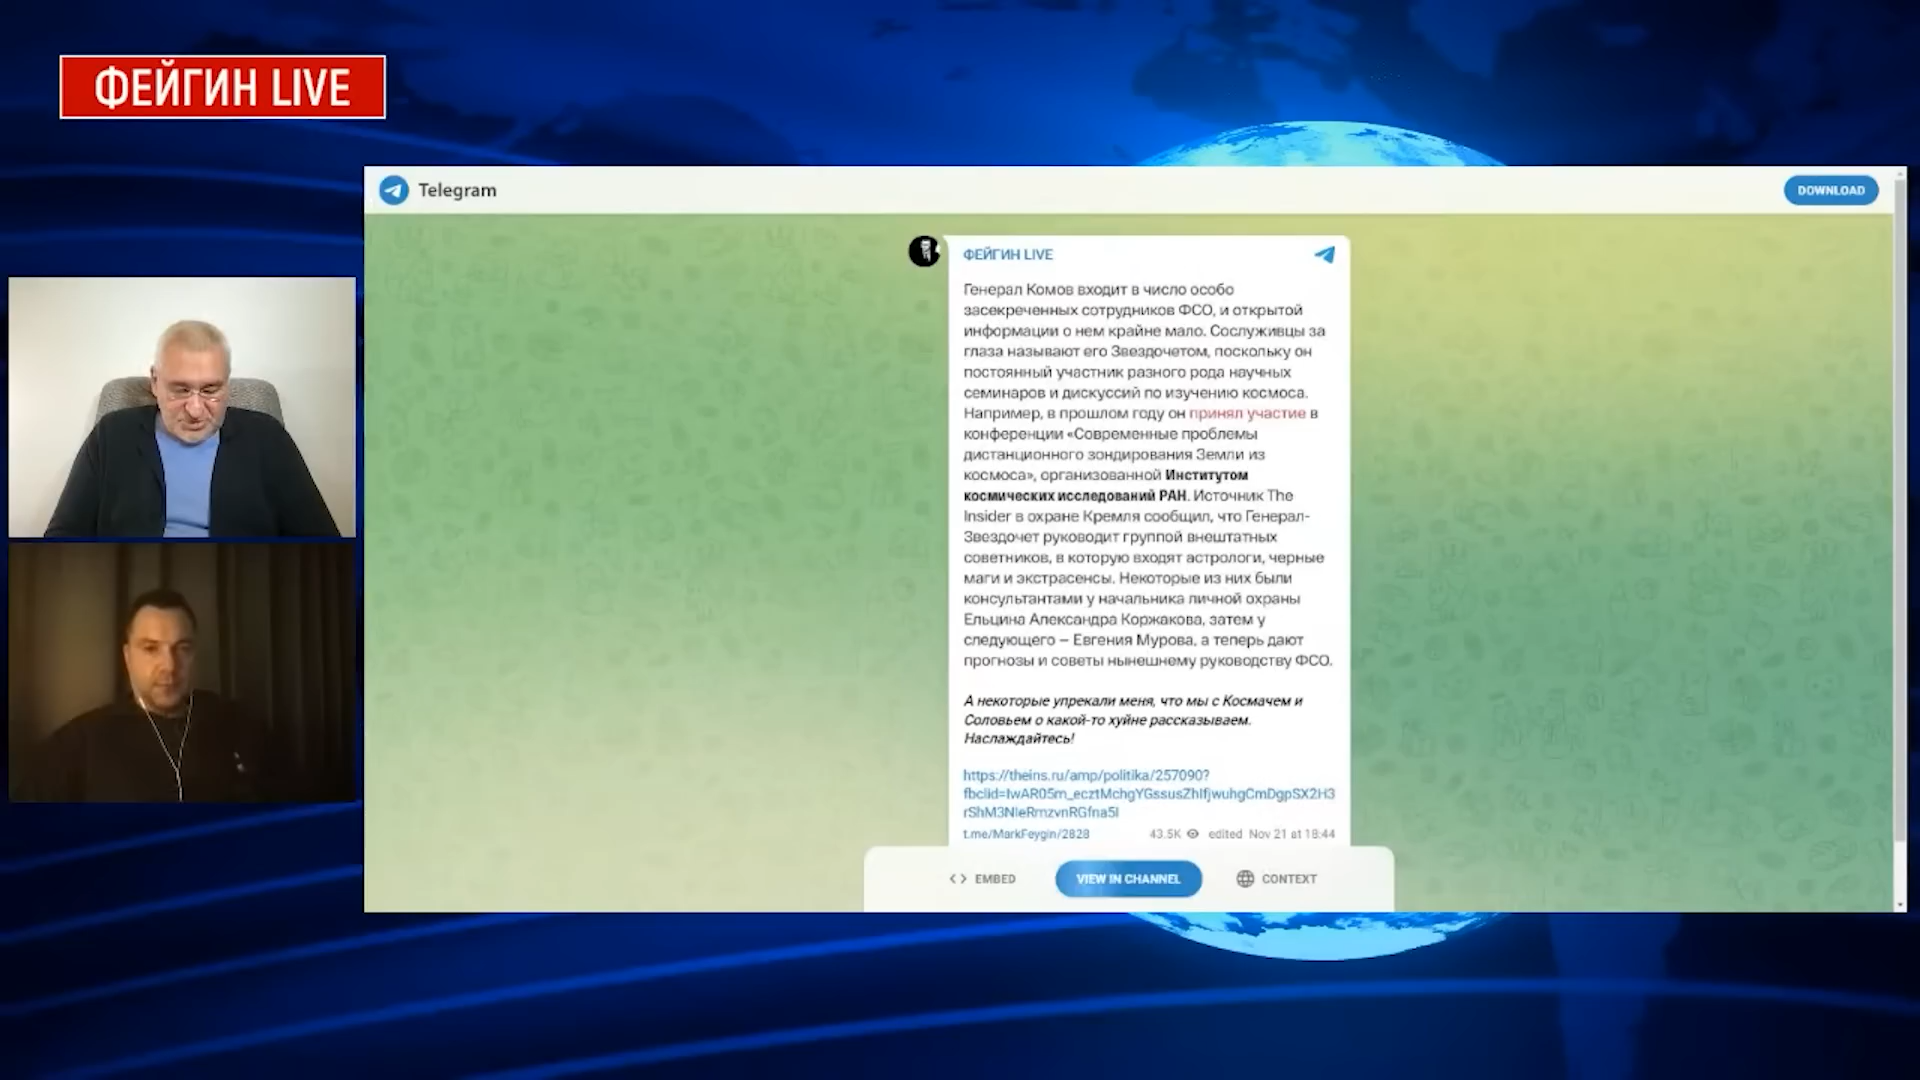 ФЕЙГИН LIVE
Telegram
DOWNLOAD
ФЕЙГИН LIVE
Генерал Комов входит в число особо
засекреченных сотрудников ФСО, и открытой
информации о нем крайне мало. Сослуживцы за
глаза называют его Звездочетом, поскольку он
постоянный участник разного рода научных
семинаров и дискуссий по изучению космоса.
Например, в прошлом году он принял участие в
конференции «Современные проблемы
дистанционного зондирования Земли из
космоса», организованной Институтом
космических исследований РАН. Источник The
Insider в охране Кремля сообщил, что Генерал-
Звездочет руководит группой внештатных
советников, в которую входят астрологи, черные
маги и экстрасенсы. Некоторые из них были
консультантами у начальника личной охраны
Ельцина Александра Коржакова, затем у
следующего – Евгения Мурова, а теперь дают
прогнозы и советы нынешнему руководству ФСО.
А некоторые упрекали меня, что мы с Космачем и
Соловьем о какой-то хуйне рассказываем.
Наслаждайтесь!
https://theins.ru/amp/politika/257090?
t.me/MarkFeygin/2828 43.5K edited Nov 21 at 18:44
EMBED
VIEW IN CHANNEL
CONTEXT